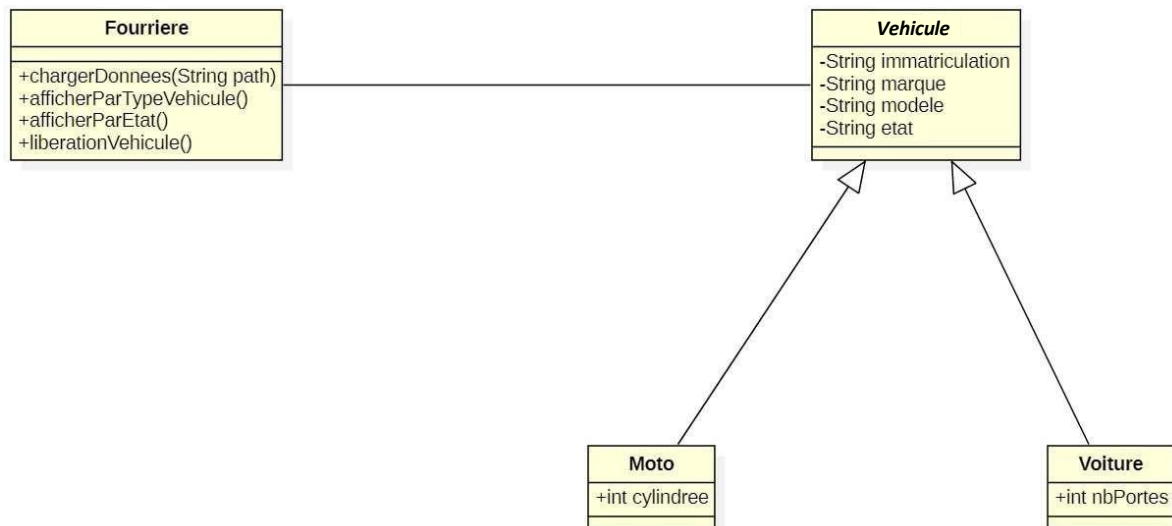 Fourriere
+chargerDonnees(String path)
+afficherParTypeVehicule()
+afficherParEtat()
+liberationVehicule()
Vehicule
-String immatriculation
-String marque
-String modele
-String etat
Moto
+int cylindree
Voiture
+int nbPortes